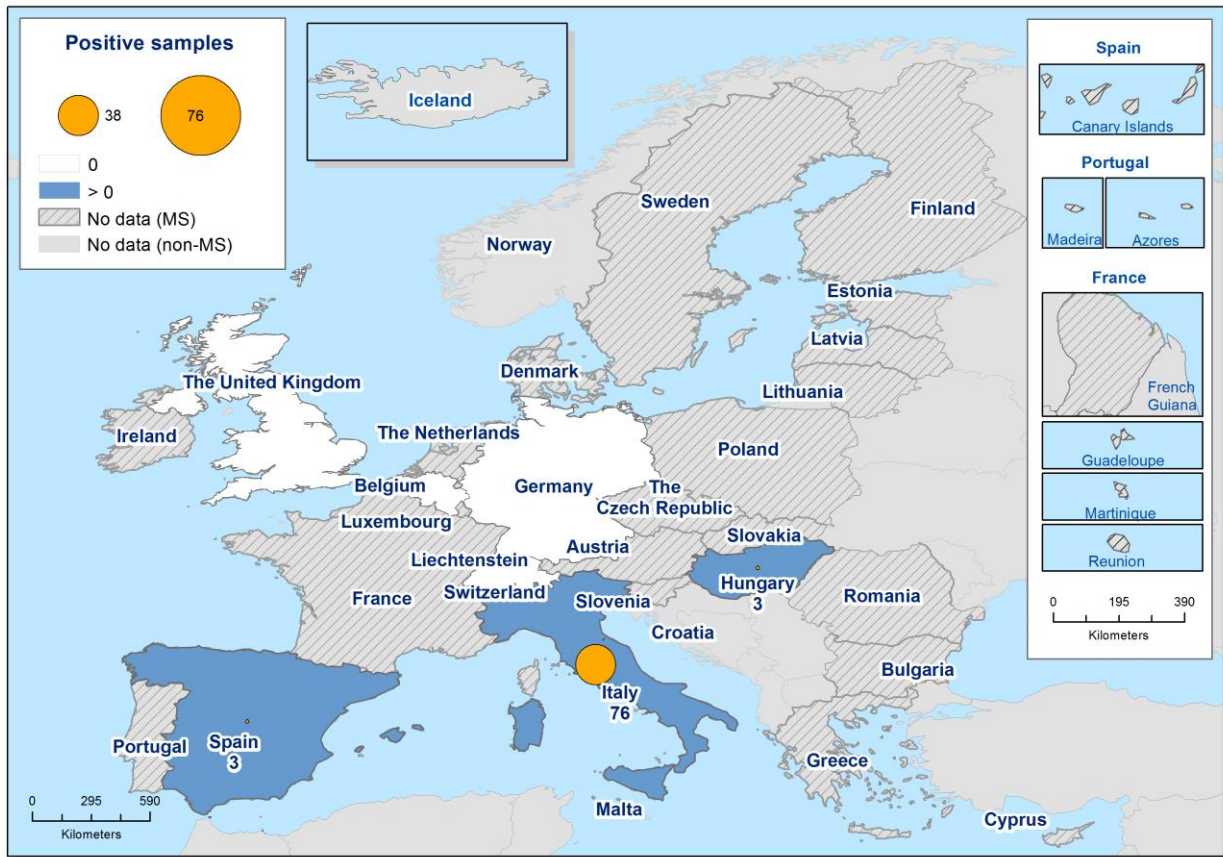 Positive samples
38
76
0
> 0
No data (MS)
No data (non-MS)
Iceland
Spain
Canary Islands
Portugal
Madeira
Azores
France
French
Guiana
Guadeloupe
Martinique
Reunion
0 195 390
Kilometers
Sweden
Finland
Norway
Estonia
Latvia
Denmark
Lithuania
The United Kingdom
Ireland
The Netherlands
Poland
Belgium
Germany
The
Czech Republic
Luxembourg
Slovakia
Austria
Liechtenstein
Hungary
3
Switzerland
France
Slovenia
Romania
Croatia
Bulgaria
Italy
76
Portugal
Spain
3
Greece
Malta
Cyprus
0 295 590
Kilometers